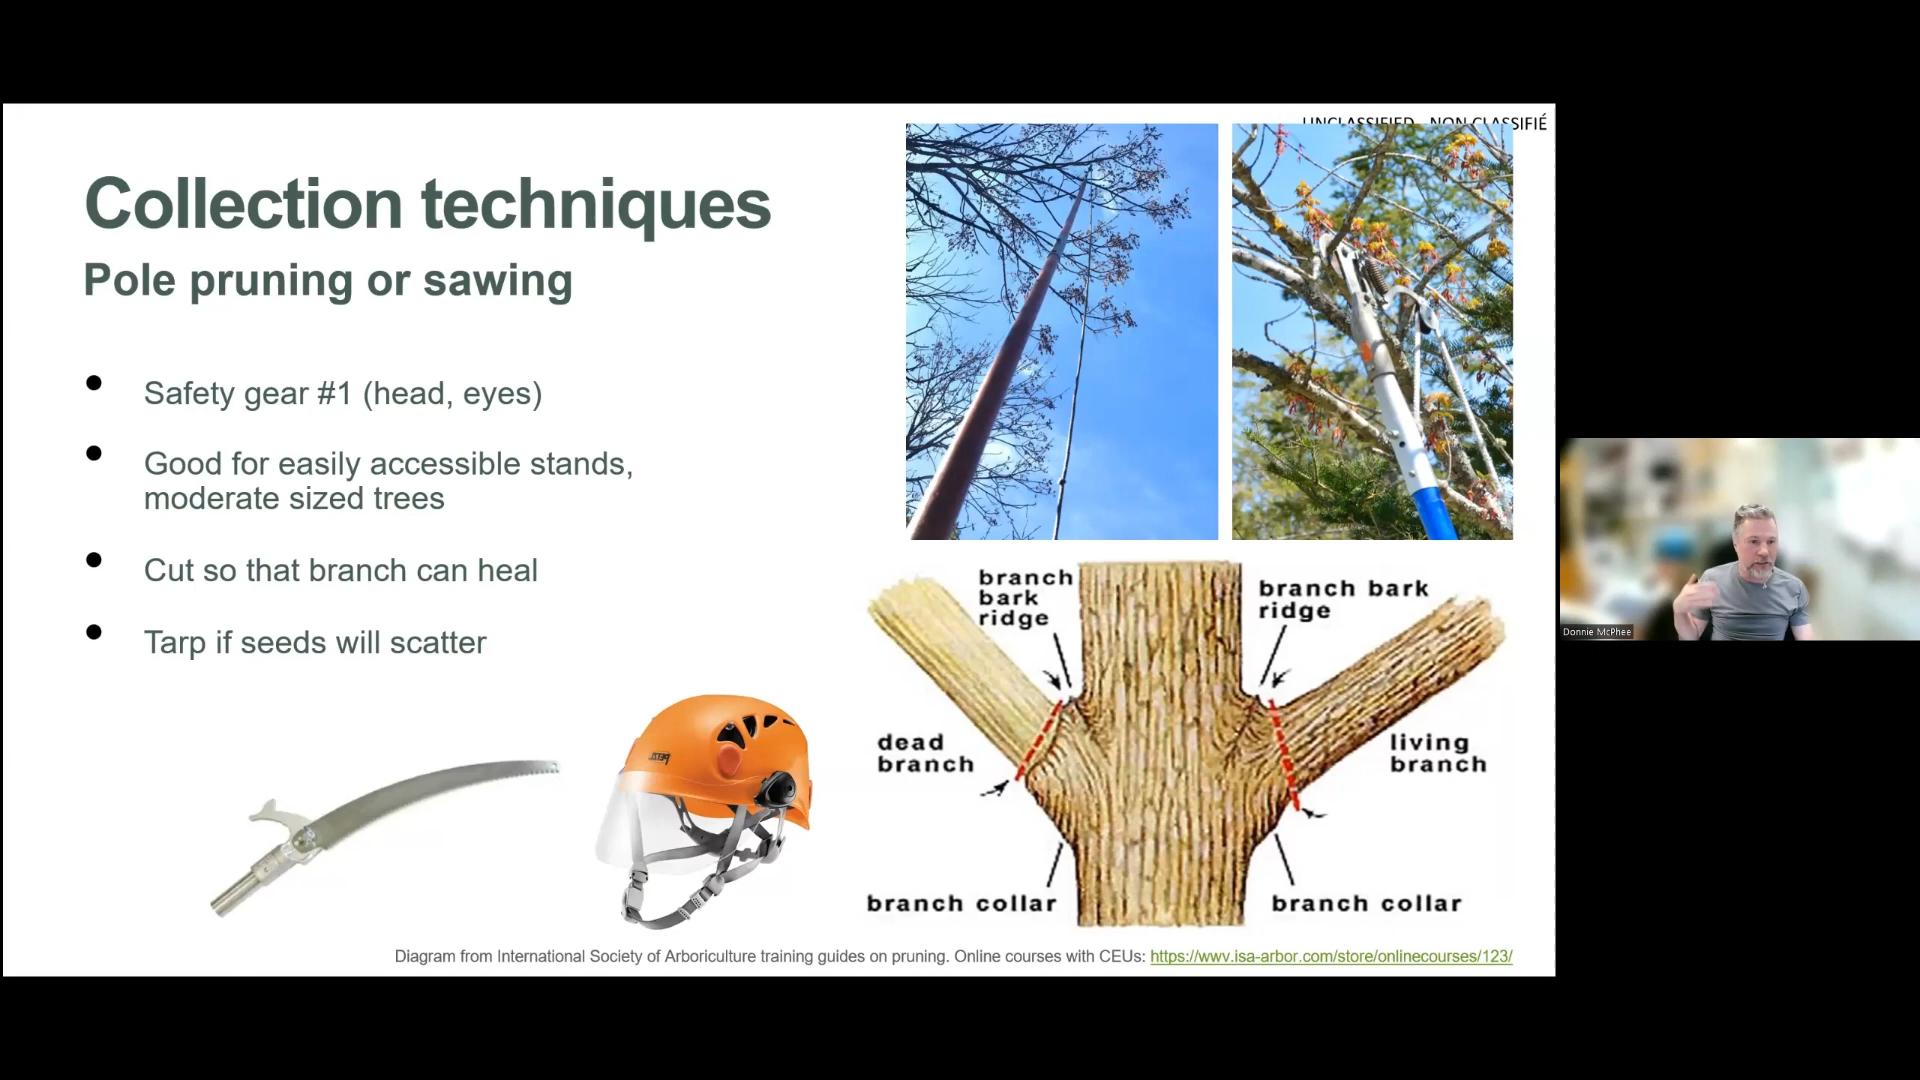 UNCLASSIFIED - NON CLASSIFIÉ
Collection techniques
Pole pruning or sawing
• Safety gear #1 (head, eyes)
• Good for easily accessible stands,
moderate sized trees
• Cut so that branch can heal
• Tarp if seeds will scatter
branch
bark
ridge
branch bark
ridge
dead
branch
living
branch
branch collar
branch collar
PETZL
Diagram from International Society of Arboriculture training guides on pruning. Online courses with CEUs: https://wwv.isa-arbor.com/store/onlinecourses/123/
Donnie McPhee